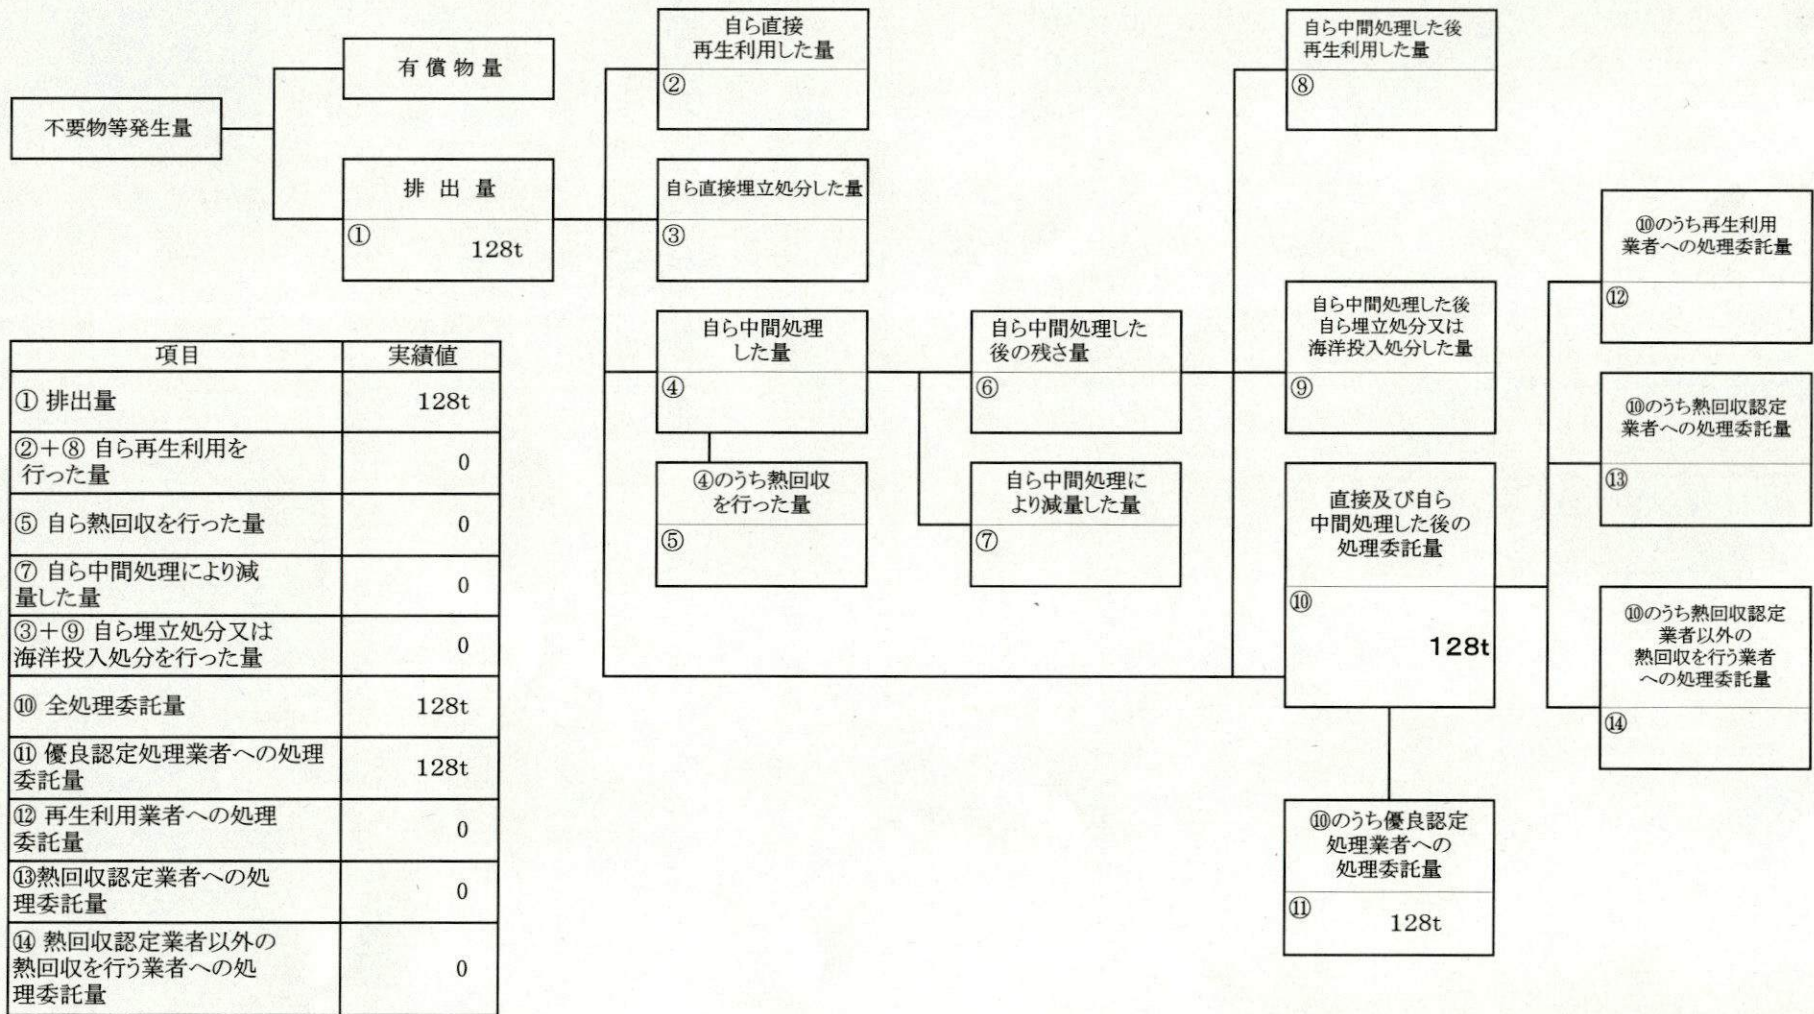 不要物等発生量
有償物量
排出量
①
128t
自ら直接
再生利用した量
②
自ら直接埋立処分した量
③
自ら中間処理
した量
④
④のうち熱回収
を行った量
⑤
自ら中間処理した
後の残さ量
⑥
自ら中間処理に
より減量した量
⑦
自ら中間処理した後
再生利用した量
⑧
自ら中間処理した後
自ら埋立処分又は
海洋投入処分した量
⑨
直接及び自ら
中間処理した後の
処理委託量
⑩
128t
⑩のうち優良認定
処理業者への
処理委託量
⑪ 128t
⑩のうち再生利用
業者への処理委託量
⑫
⑩のうち熱回収認定
業者への処理委託量
⑬
⑩のうち熱回収認定
業者以外の
熱回収を行う業者
への処理委託量
⑭
項目 実績値
① 排出量 128t
②+⑧ 自ら再生利用を
行った量 0
⑤ 自ら熱回収を行った量 0
⑦ 自ら中間処理により減
量した量 0
③+⑨ 自ら埋立処分又は
海洋投入処分を行った量 0
⑩ 全処理委託量 128t
⑪ 優良認定処理業者への処理
委託量 128t
⑫ 再生利用業者への処理
委託量 0
⑬熱回収認定業者への処
理委託量 0
⑭ 熱回収認定業者以外の
熱回収を行う業者への処
理委託量 0